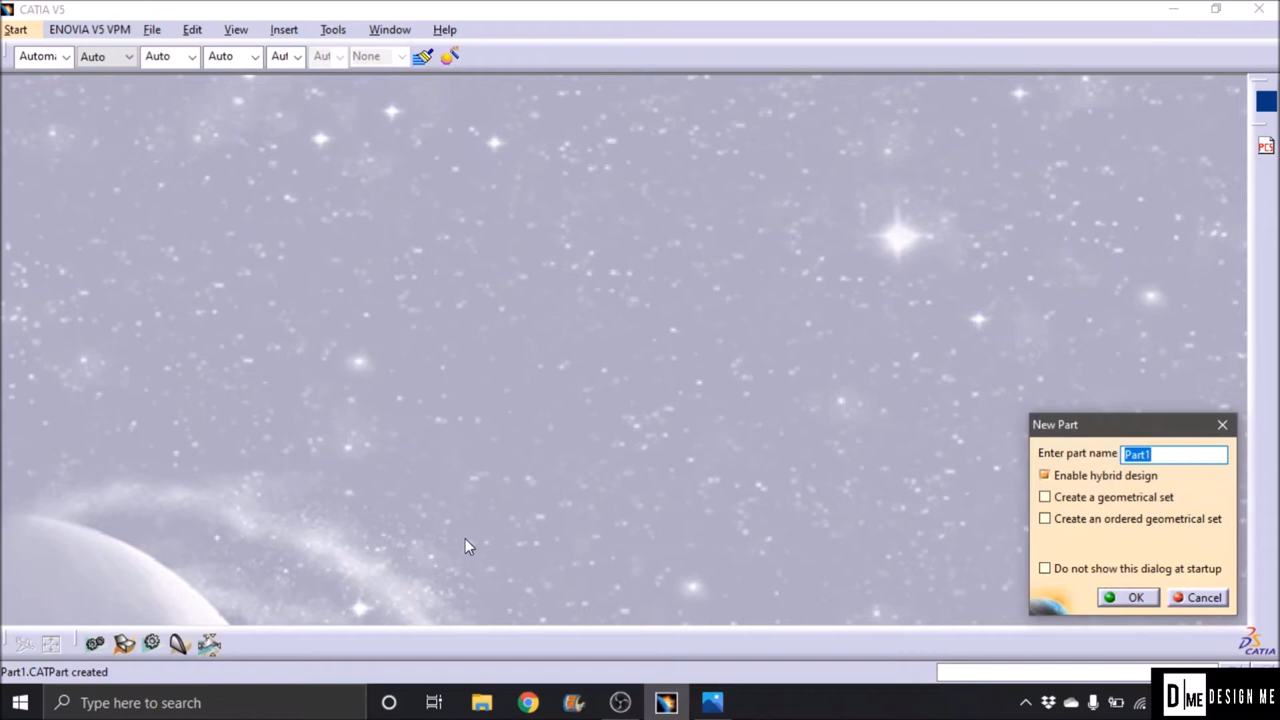 CATIA V5
Start ENOVIA V5 VPM File Edit View Insert Tools Window Help
Autom Auto Auto Auto Aut Aut None
PCS
New Part
Enter part name Part1
Enable hybrid design
Create a geometrical set
Create an ordered geometrical set
Do not show this dialog at startup
OK Cancel
CATIA
Part1.CATPart created
Type here to search
D ME DESIGN ME